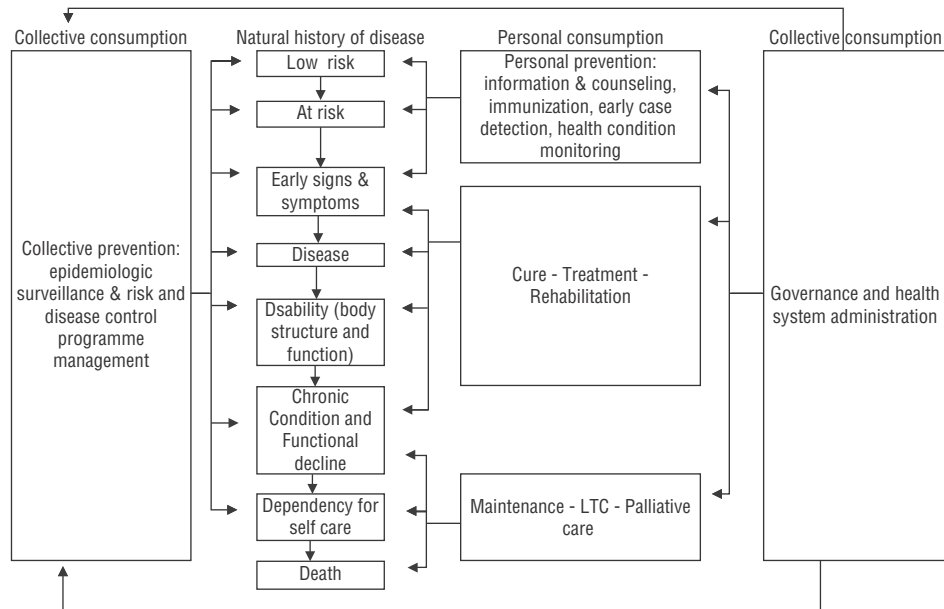 Collective consumption
Natural history of disease
Personal consumption
Collective consumption
Collective prevention:
epidemiologic
surveillance & risk and
disease control
programme
management
Low risk
At risk
Early signs &
symptoms
Disease
Dsability (body
structure and
function)
Chronic
Condition and
Functional
decline
Dependency for
self care
Death
Personal prevention:
information & counseling,
immunization, early case
detection, health condition
monitoring
Cure - Treatment -
Rehabilitation
Maintenance - LTC - Palliative
care
Governance and health
system administration